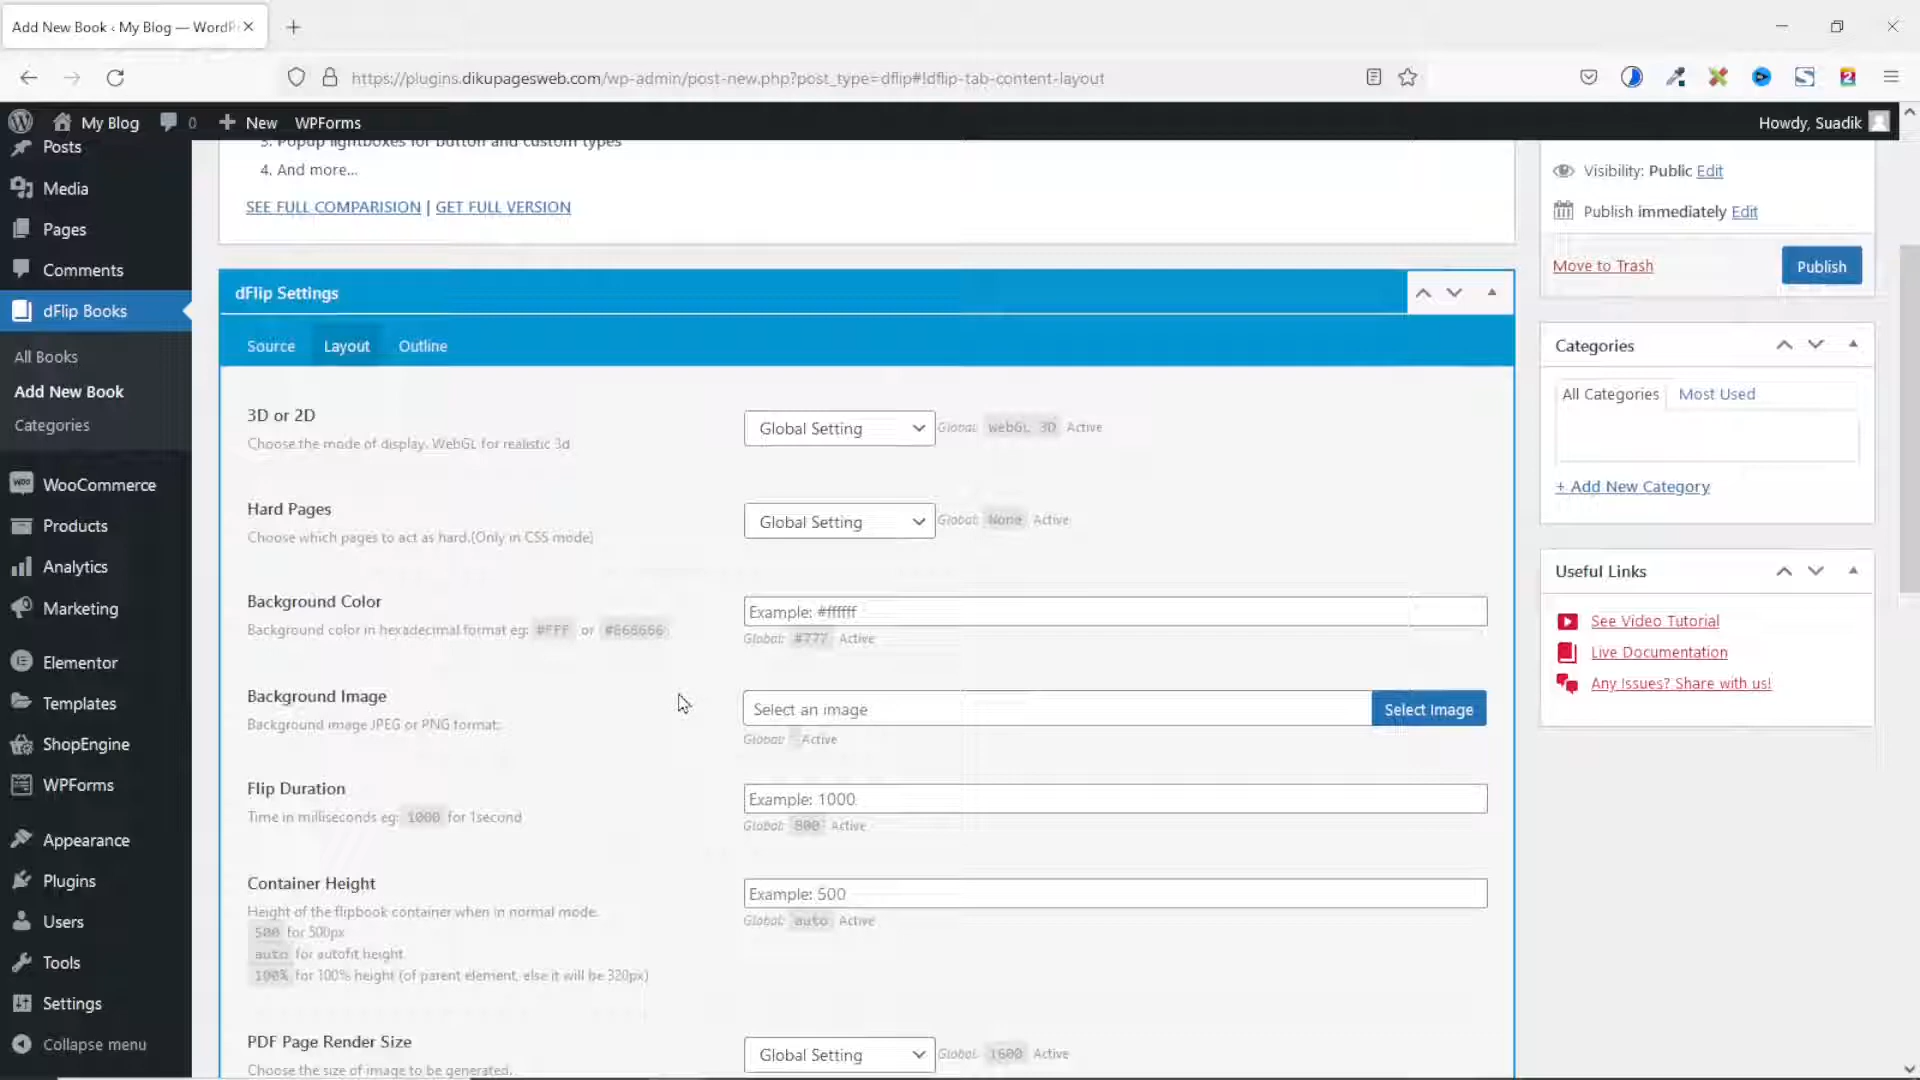 Add New Book ‹ My Blog — WordPr
https://plugins.dikupagesweb.com/wp-admin/post-new.php?post_type=dflip#!dflip-tab-content-layout
My Blog
0
New
WPForms
Howdy, Suadik
Posts
Media
Pages
Comments
dFlip Books
All Books
Add New Book
Categories
WooCommerce
Products
Analytics
Marketing
Elementor
Templates
ShopEngine
WPForms
Appearance
Plugins
Users
Tools
Settings
Collapse menu
3. Popup lightboxes for button and custom types
4. And more...
SEE FULL COMPARISION | GET FULL VERSION
dFlip Settings
Source
Layout
Outline
3D or 2D
Choose the mode of display. WebGL for realistic 3d
Global Setting
Global: WebGL 3D Active
Hard Pages
Choose which pages to act as hard.(Only in CSS mode)
Global Setting
Global: None Active
Background Color
Background color in hexadecimal format eg: #FFF or #666666
Example: #ffffff
Global: #777 Active
Background Image
Background image JPEG or PNG format:
Select an image
Select Image
Global: Active
Flip Duration
Time in milliseconds eg: 1000 for 1second
Example: 1000
Global: 800 Active
Container Height
Height of the flipbook container when in normal mode.
500 for 500px
auto for autofit height
100% for 100% height (of parent element, else it will be 320px)
Example: 500
Global: auto Active
PDF Page Render Size
Choose the size of image to be generated.
Global Setting
Global: 1600 Active
Visibility: Public Edit
Publish immediately Edit
Move to Trash
Publish
Categories
All Categories
Most Used
+ Add New Category
Useful Links
See Video Tutorial
Live Documentation
Any Issues? Share with us!